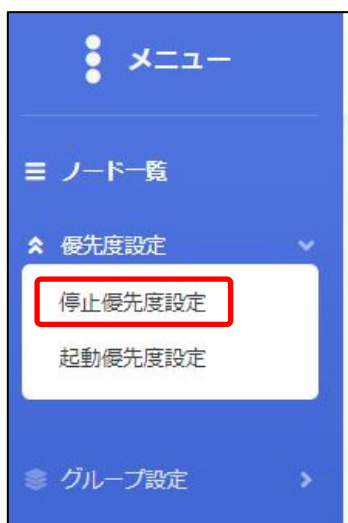 メニュー
ノード一覧
優先度設定
停止優先度設定
起動優先度設定
グループ設定